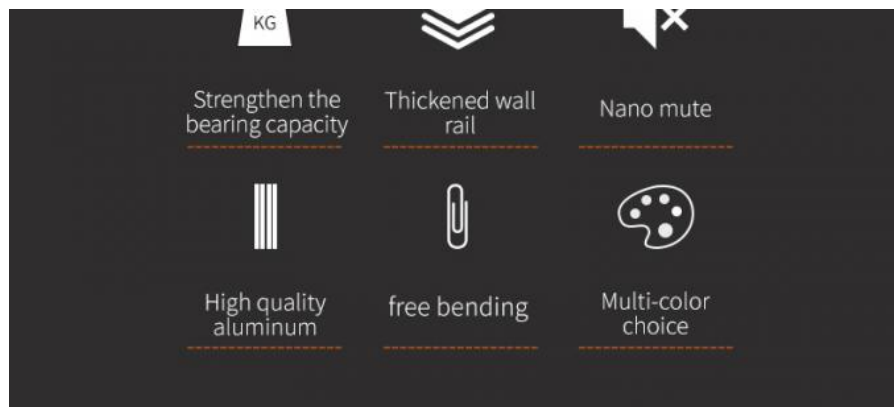 KG
Strengthen the
bearing capacity
Thickened wall
rail
Nano mute
High quality
aluminum
free bending
Multi-color
choice